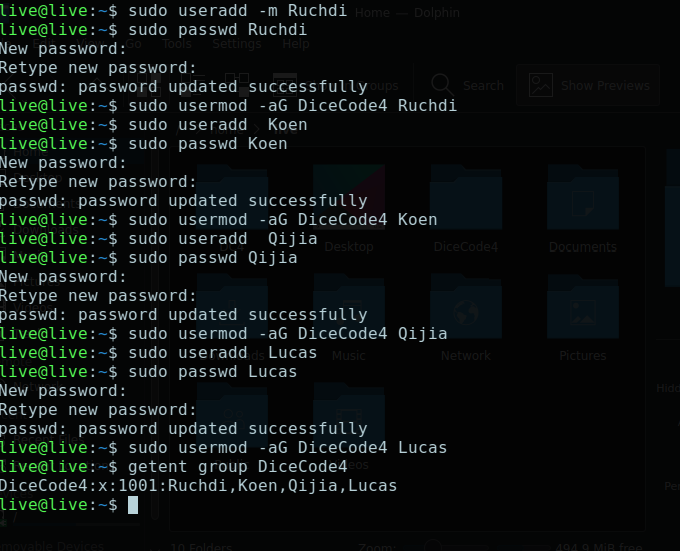 live@live:~$ sudo useradd -m Ruchdi
Home — Dolphin
live@live:~$ sudo passwd Ruchdi
New password:
Go
Tools
Settings
Help
Retype new password:
passwd: password updated successfully
Search
Show Previews
live@live:~$ sudo usermod -aG DiceCode4 Ruchdi
live@live:~$ sudo useradd  Koen
live@live:~$ sudo passwd Koen
New password:
Retype new password:
passwd: password updated successfully
live@live:~$ sudo usermod -aG DiceCode4 Koen
live@live:~$ sudo useradd  Qijia
Desktop
DiceCode4
Documents
live@live:~$ sudo passwd Qijia
New password:
Retype new password:
passwd: password updated successfully
live@live:~$ sudo usermod -aG DiceCode4 Qijia
live@live:~$ sudo useradd  Lucas
Music
Network
Pictures
live@live:~$ sudo passwd Lucas
New password:
Retype new password:
passwd: password updated successfully
live@live:~$ sudo usermod -aG DiceCode4 Lucas
live@live:~$ getent group DiceCode4
DiceCode4:x:1001:Ruchdi,Koen,Qijia,Lucas
live@live:~$
10 Folders
Zoom:
494.9 MiB free